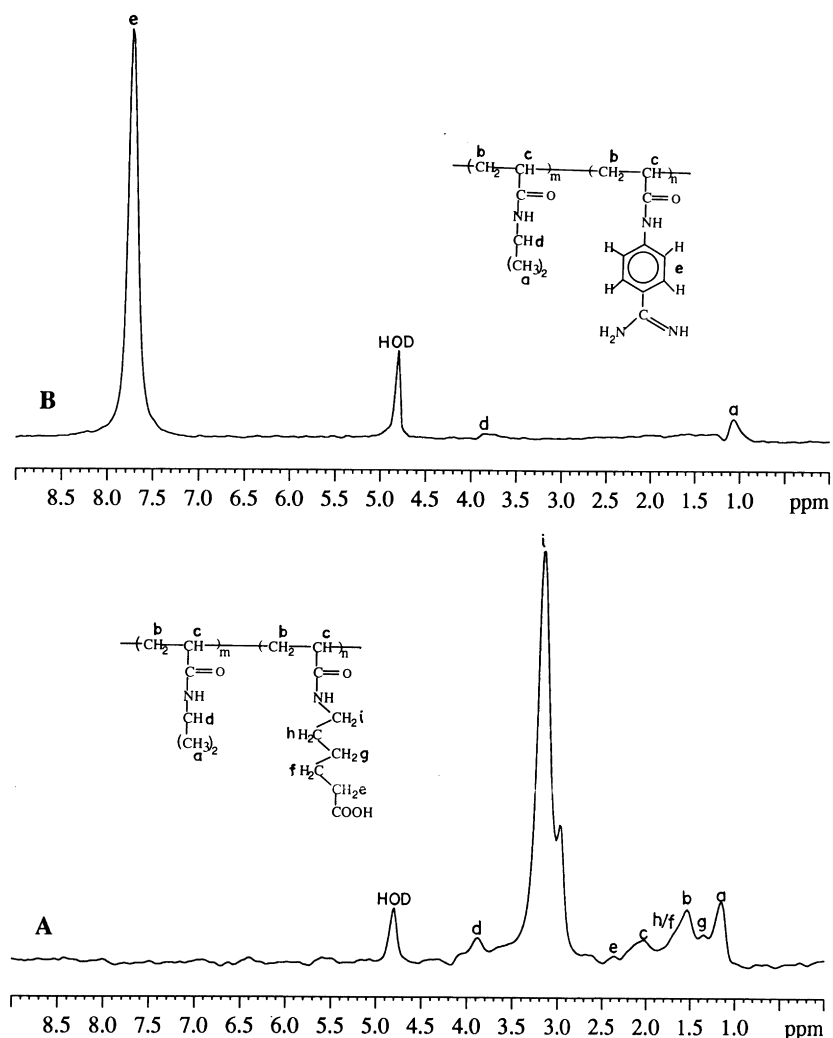 e
b c b c
—(CH2—CH)m—(CH2—CH)n—
C=O C=O
NH NH
CH d H H
(CH3)2 e
a H H
C
H2N NH
HOD
B
d a
8.5 8.0 7.5 7.0 6.5 6.0 5.5 5.0 4.5 4.0 3.5 3.0 2.5 2.0 1.5 1.0 ppm
i
b c b c
—(CH2—CH)m—(CH2—CH)n—
C=O C=O
NH NH
CH d CH2 i
(CH3)2 h H2C
a CH2 g
f H2C
CH2 e
COOH
HOD
A
d e c h/f b g a
8.5 8.0 7.5 7.0 6.5 6.0 5.5 5.0 4.5 4.0 3.5 3.0 2.5 2.0 1.5 1.0 ppm